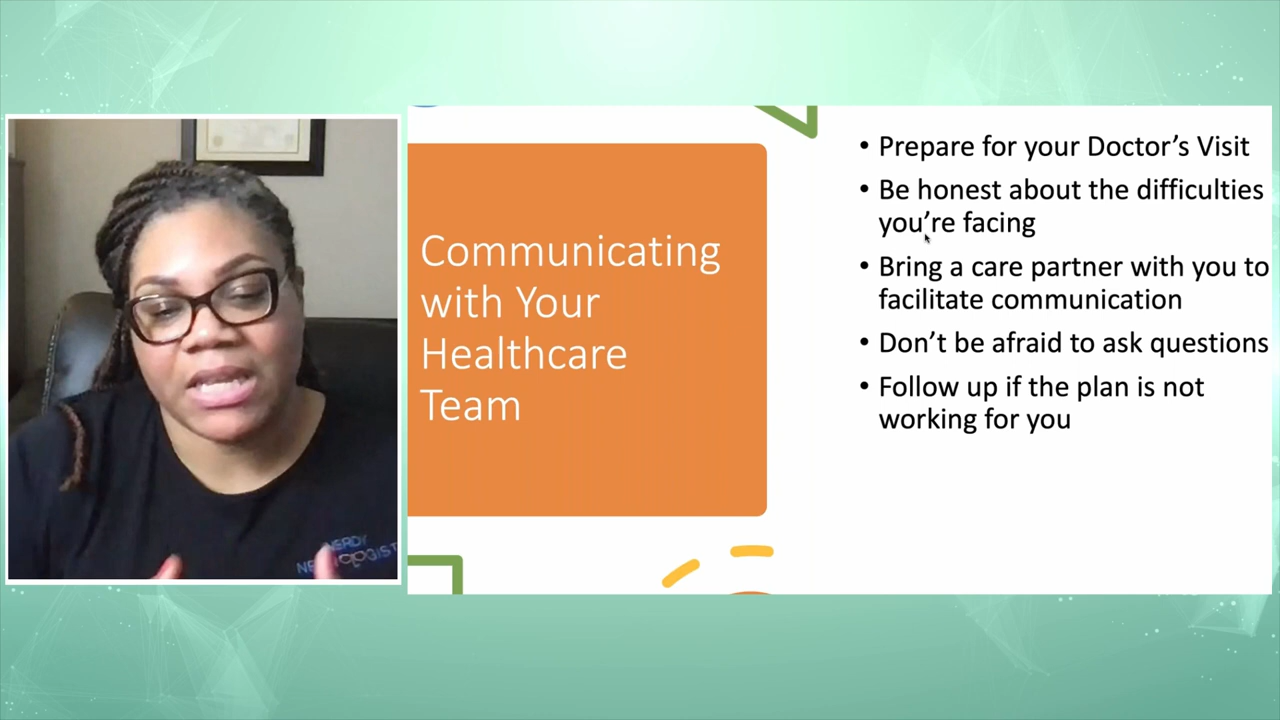 Communicating
with Your
Healthcare
Team
• Prepare for your Doctor’s Visit
• Be honest about the difficulties
you’re facing
• Bring a care partner with you to
facilitate communication
• Don’t be afraid to ask questions
• Follow up if the plan is not
working for you
NERDY